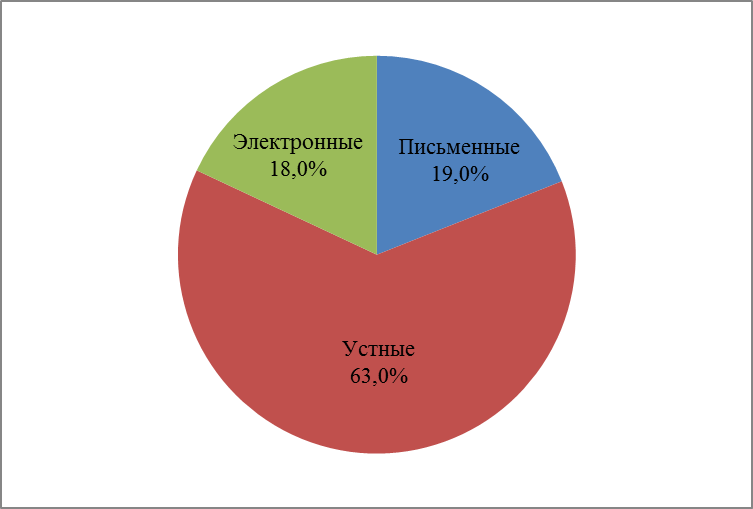 Электронные
18,0%
Письменные
19,0%
Устные
63,0%